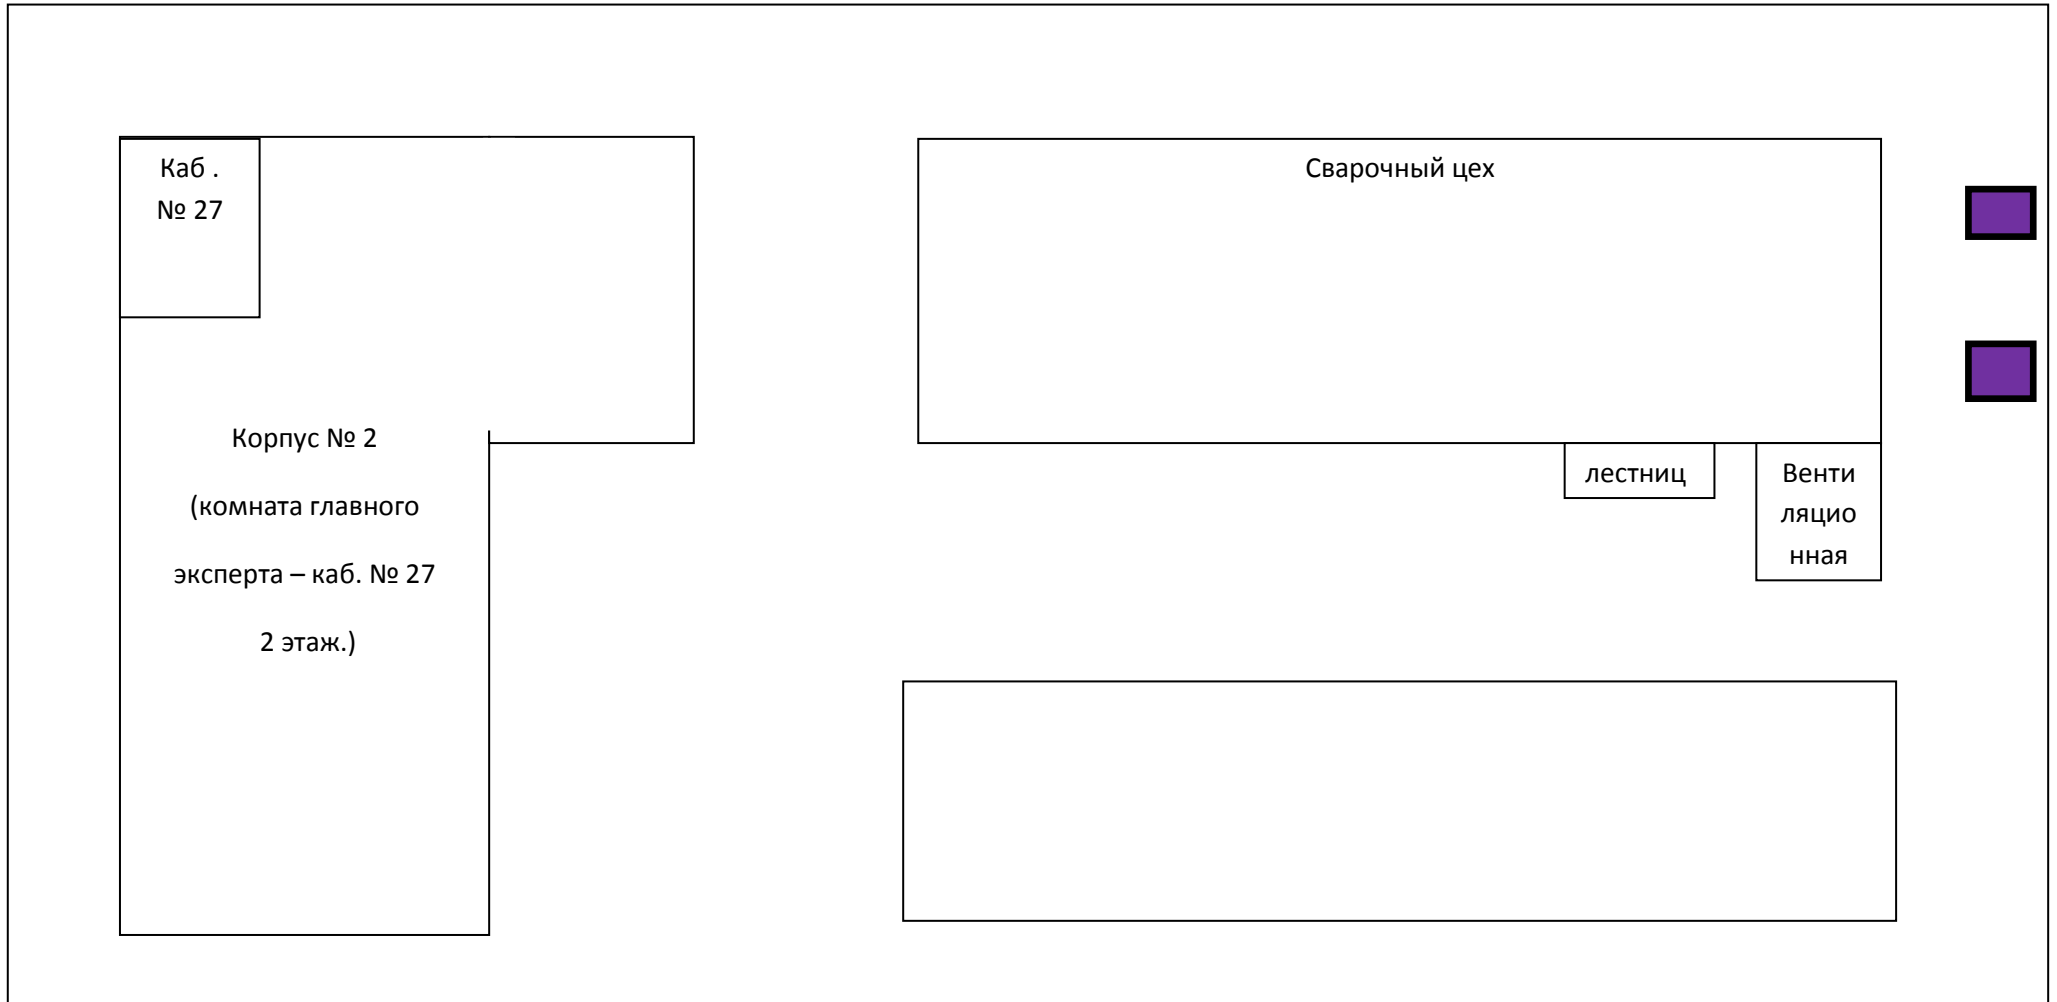 Каб .
№ 27
Сварочный цех
Корпус № 2
(комната главного
эксперта – каб. № 27
2 этаж.)
лестниц
Венти
ляцио
нная